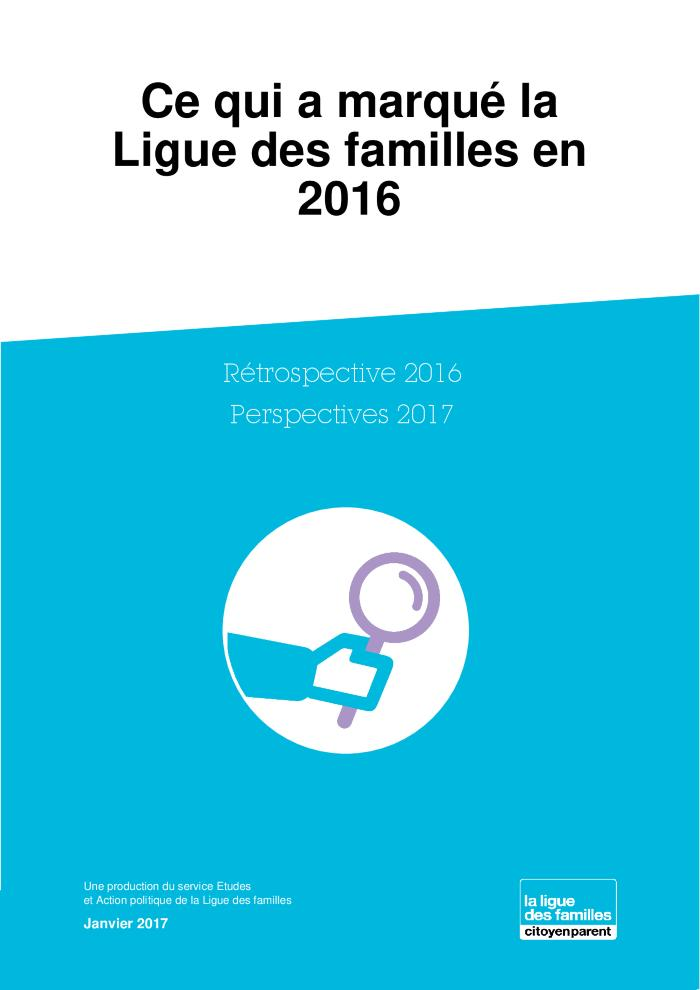 Ce qui a marqué la
Ligue des familles en
2016
Rétrospective 2016
Perspectives 2017
Une production du service Etudes
et Action politique de la Ligue des familles
Janvier 2017
la ligue
des familles
citoyenparent